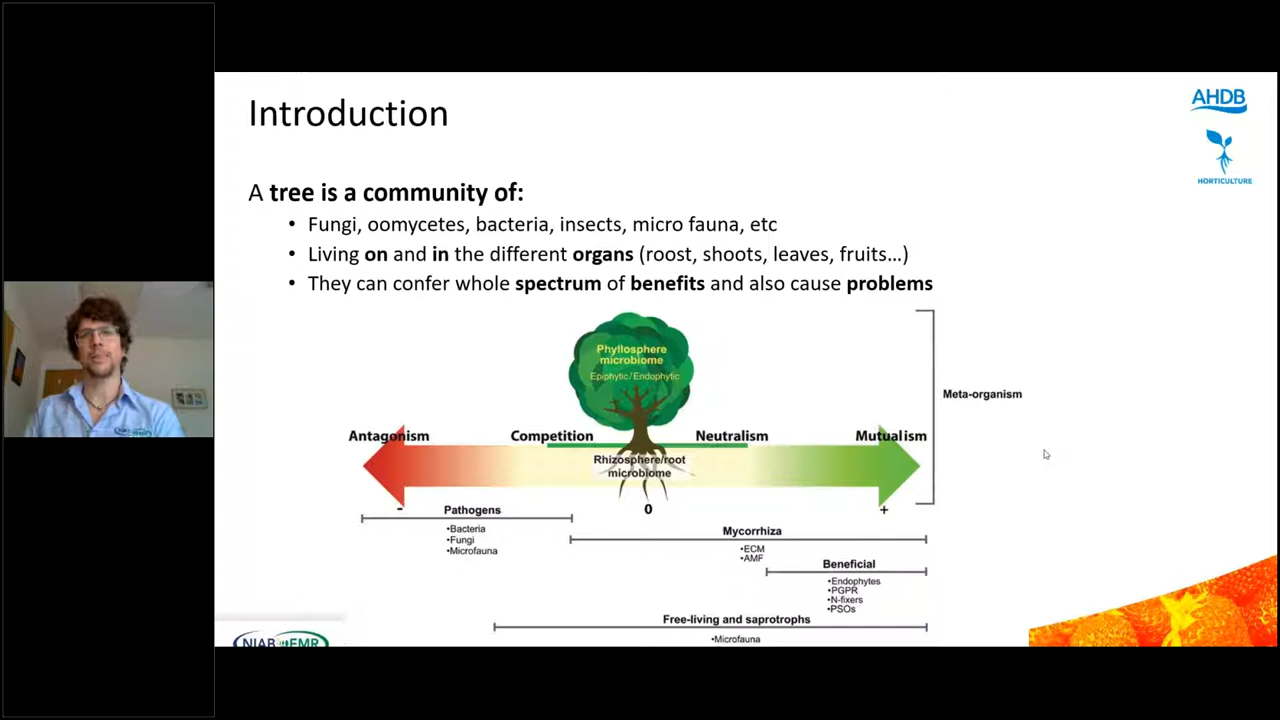 Introduction
AHDB
HORTICULTURE
A tree is a community of:
• Fungi, oomycetes, bacteria, insects, micro fauna, etc
• Living on and in the different organs (roost, shoots, leaves, fruits…)
• They can confer whole spectrum of benefits and also cause problems
Phyllosphere
microbiome
Epiphytic/Endophytic
Meta-organism
Antagonism Competition Neutralism Mutualism
Rhizosphere/root
microbiome
- 0 +
Pathogens
•Bacteria
•Fungi
•Microfauna
Mycorrhiza
•ECM
•AMF
Beneficial
•Endophytes
•PGPR
•N-fixers
•PSOs
Free-living and saprotrophs
•Microfauna
NIAB EMR